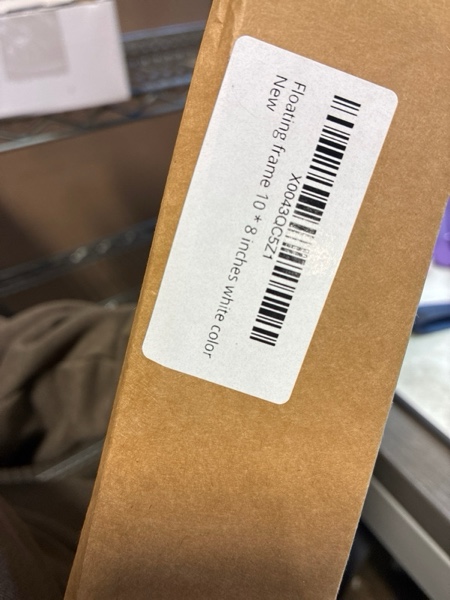 X0043QC5Z1
Floating frame 10 * 8 inches white color
New